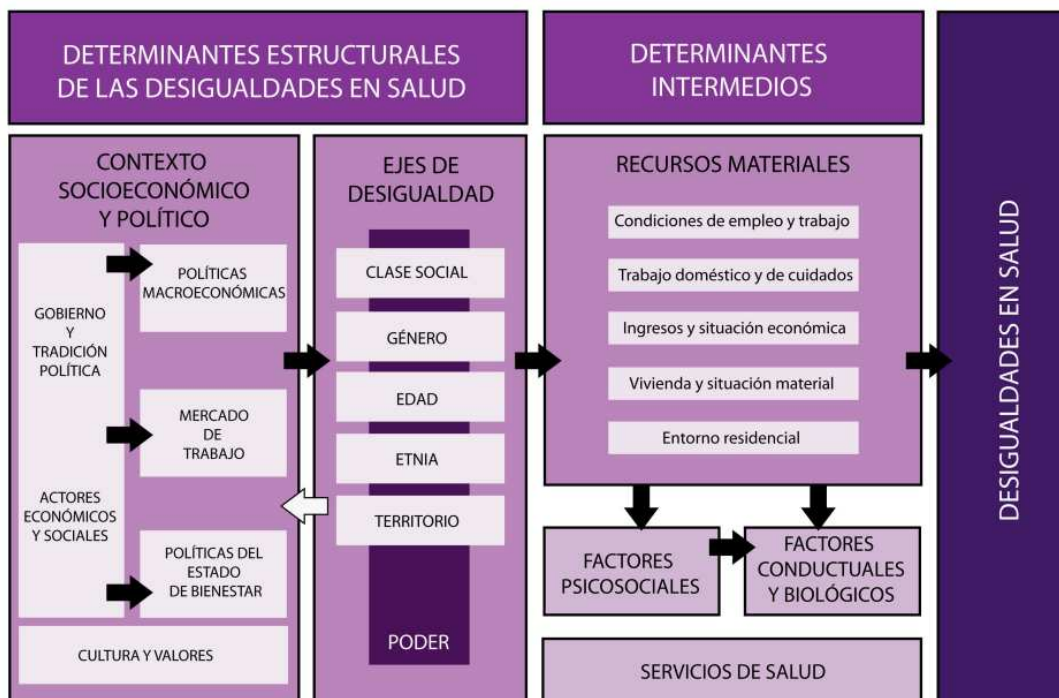 DETERMINANTES ESTRUCTURALES
DE LAS DESIGUALDADES EN SALUD
DETERMINANTES
INTERMEDIOS
CONTEXTO
SOCIOECONÓMICO
Y POLÍTICO
GOBIERNO
Y
TRADICIÓN
POLÍTICA
ACTORES
ECONÓMICOS
Y SOCIALES
POLÍTICAS
MACROECONÓMICAS
MERCADO
DE
TRABAJO
POLÍTICAS DEL
ESTADO
DE BIENESTAR
CULTURA Y VALORES
EJES DE
DESIGUALDAD
CLASE SOCIAL
GÉNERO
EDAD
ETNIA
TERRITORIO
PODER
RECURSOS MATERIALES
Condiciones de empleo y trabajo
Trabajo doméstico y de cuidados
Ingresos y situación económica
Vivienda y situación material
Entorno residencial
FACTORES
PSICOSOCIALES
FACTORES
CONDUCTUALES
Y BIOLÓGICOS
SERVICIOS DE SALUD
DESIGUALDADES EN SALUD